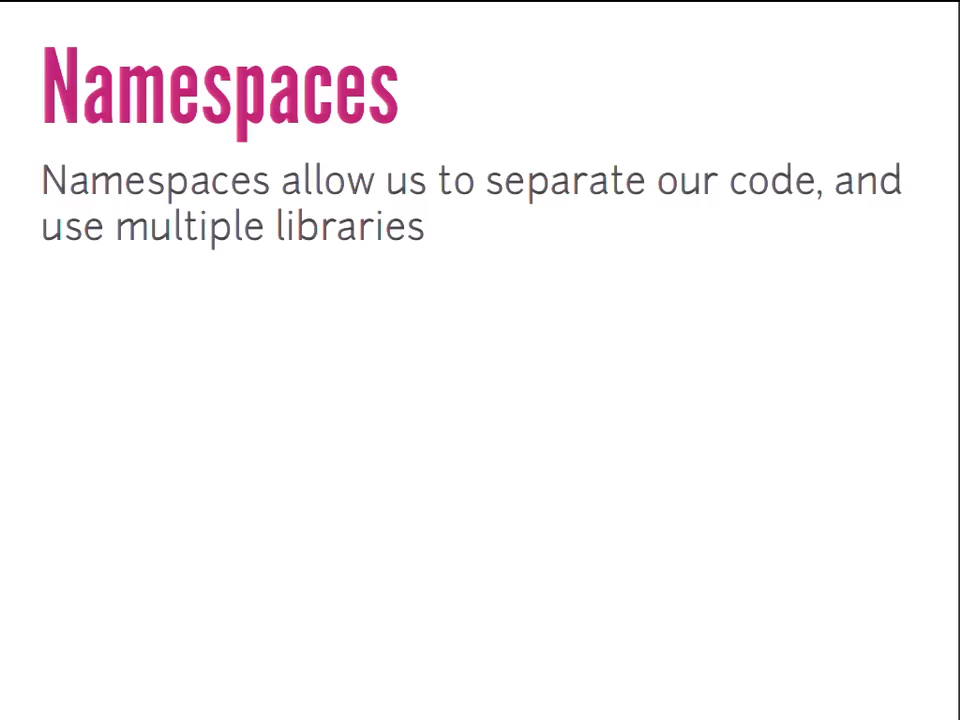 Namespaces
Namespaces allow us to separate our code, and
use multiple libraries